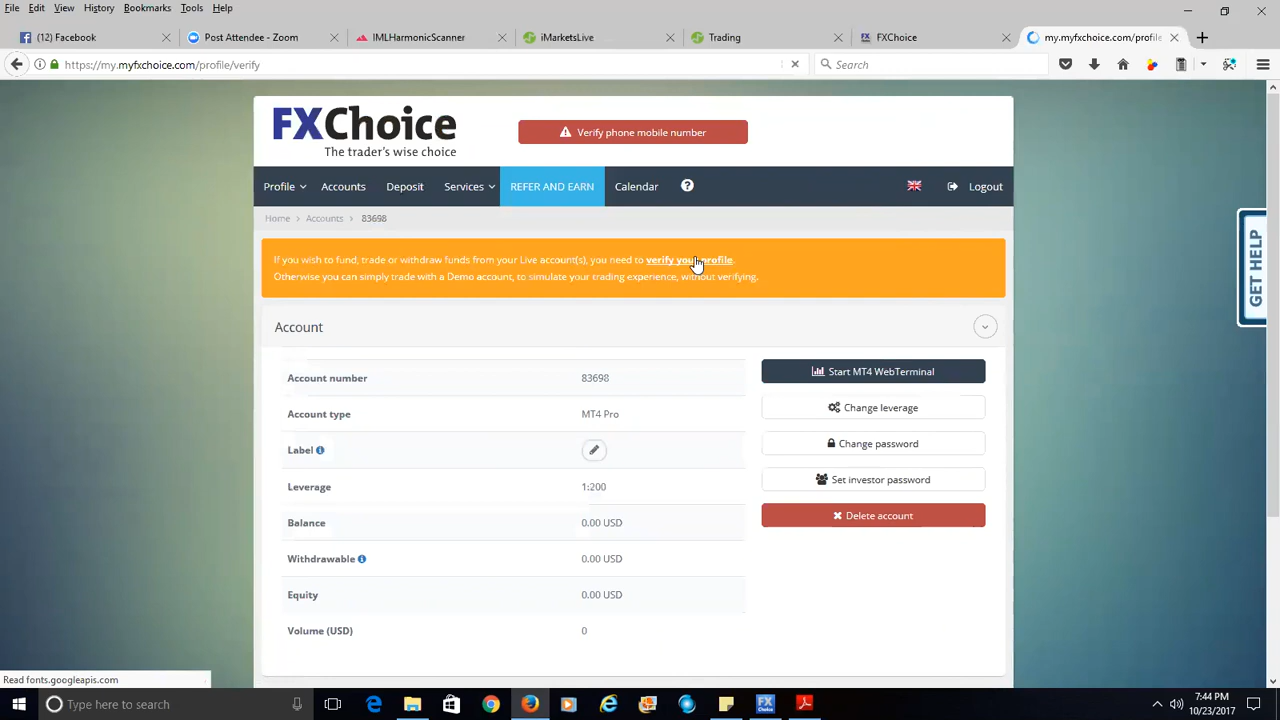 File Edit View History Bookmarks Tools Help
(12) Facebook
Post Attendee - Zoom
IMLHarmonicScanner
iMarketsLive
Trading
FXChoice
my.myfxchoice.com/profile
https://my.myfxchoice.com/profile/verify
Search
FXChoice
The trader's wise choice
Verify phone mobile number
Profile Accounts Deposit Services REFER AND EARN Calendar Logout
Home > Accounts > 83698
If you wish to fund, trade or withdraw funds from your Live account(s), you need to verify your profile.
Otherwise you can simply trade with a Demo account, to simulate your trading experience, without verifying.
GET HELP
Account
Account number 83698
Account type MT4 Pro
Label
Leverage 1:200
Balance 0.00 USD
Withdrawable 0.00 USD
Equity 0.00 USD
Volume (USD) 0
Start MT4 WebTerminal
Change leverage
Change password
Set investor password
Delete account
Read fonts.googleapis.com
Type here to search
7:44 PM
10/23/2017